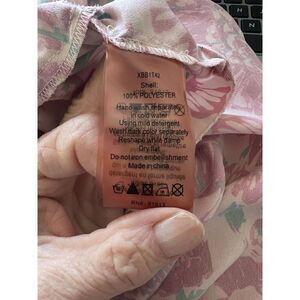 XBB1T42
Shell:
100% POLYESTER
Hand wash separately
in cold water
Using mild detergent
Wash dark color separately
Reshape while damp
Dry flat
Do not iron embellishment
Made in china